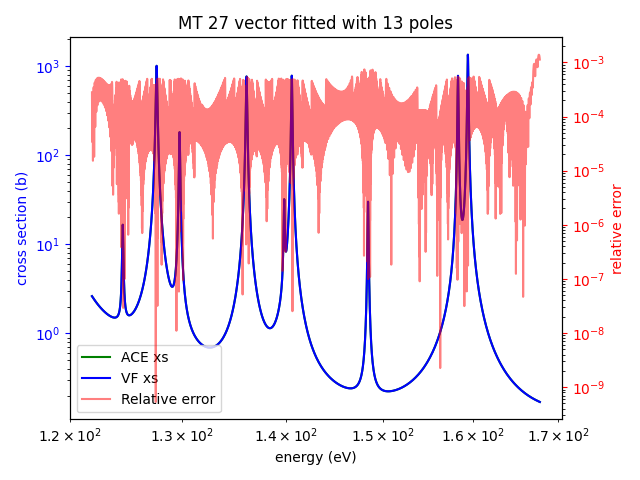 MT 27 vector fitted with 13 poles
10³
10²
10¹
10⁰
cross section (b)
10⁻³
10⁻⁴
10⁻⁵
10⁻⁶
10⁻⁷
10⁻⁸
10⁻⁹
relative error
ACE xs
VF xs
Relative error
1.2 × 10² 1.3 × 10² 1.4 × 10² 1.5 × 10² 1.6 × 10² 1.7 × 10²
energy (eV)